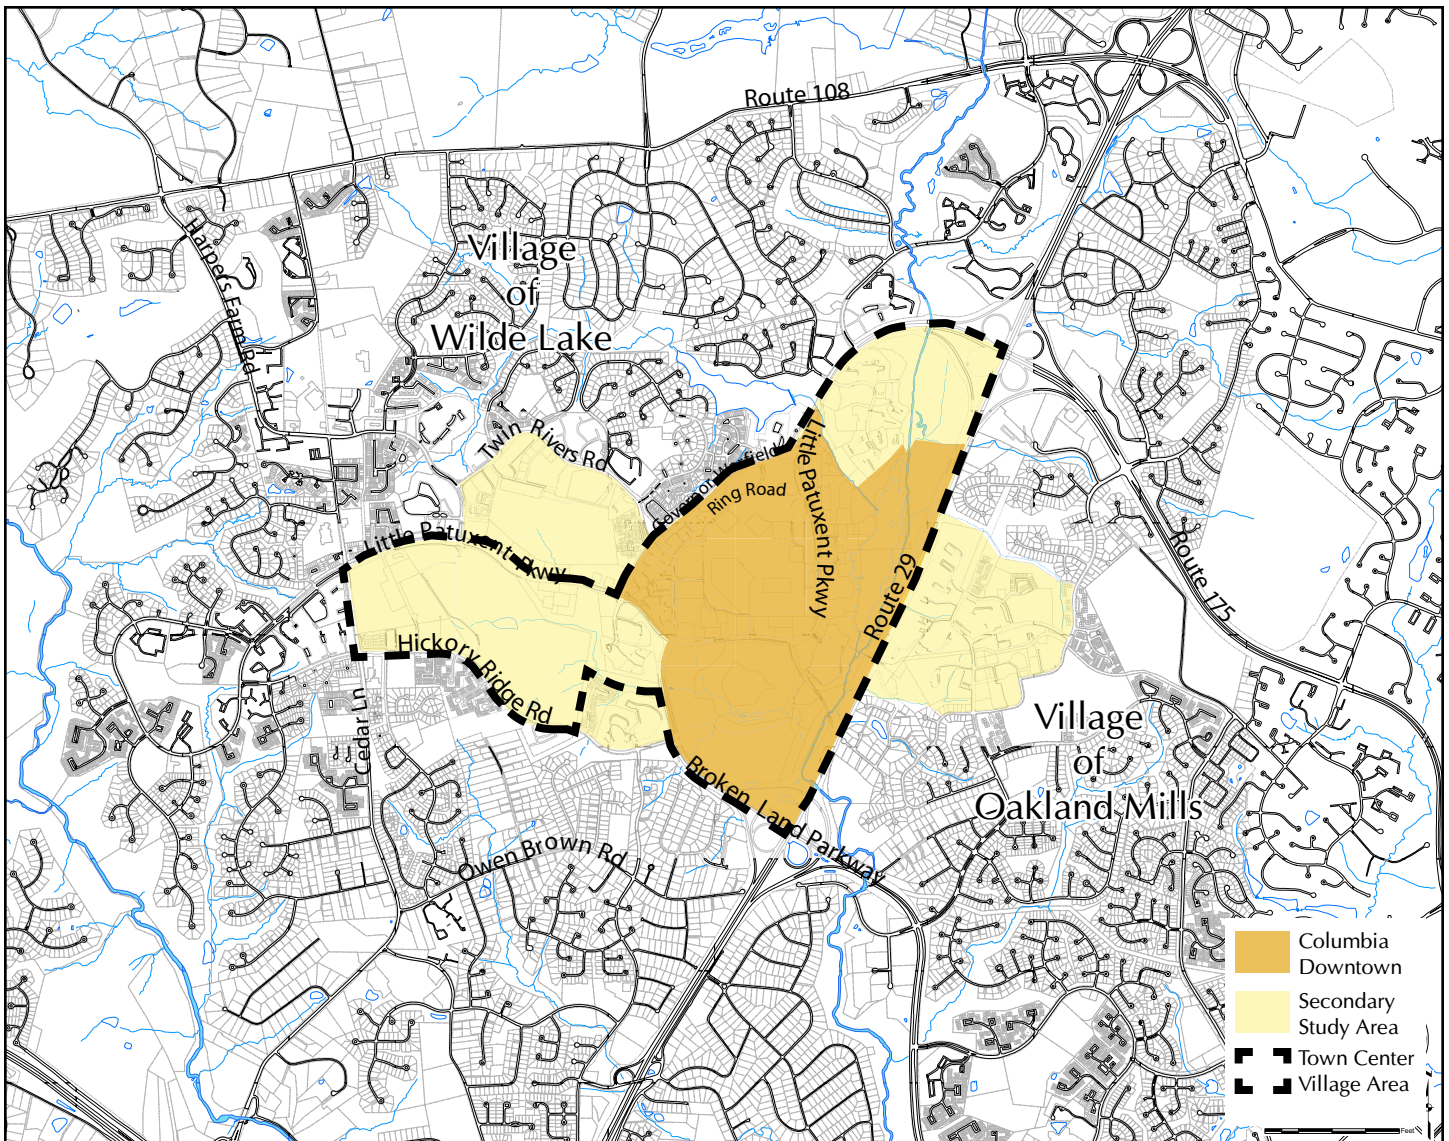 Route 108
Village
of
Wilde Lake
Harpers Farm Rd
Twin Rivers Rd
Ring Road
Little Patuxent Pkwy
Little Patuxent Pkwy
Route 29
Route 175
Hickory Ridge Rd
Cedar Ln
Village
of
Oakland Mills
Broken Land Parkway
Owen Brown Rd
Columbia
Downtown
Secondary
Study Area
Town Center
Village Area
Feet